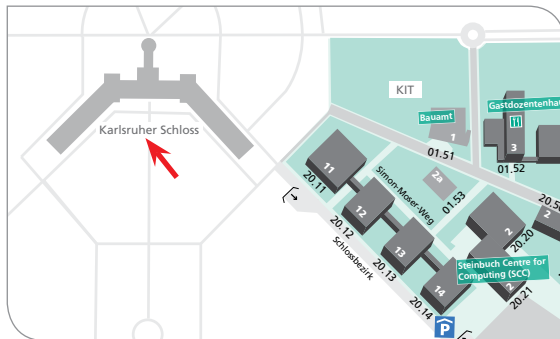 KIT
Gastdozentenha
Bauamt
1
3
Karlsruher Schloss
01.51
01.52
11
20.11
2a
01.53
Simon-Moser-Weg
12
20.12
20.50
2
2
20.20
13
20.13
Schlossbezirk
Steinbuch Centre for
Computing (SCC)
14
20.14
2
20.21
P